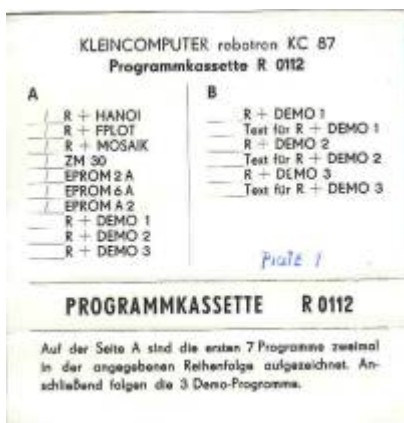 KLEINCOMPUTER robotron KC 87
Programmkassette R 0112
A
R + HANOI
R + FPLOT
R + MOSAIK
ZM 30
EPROM 2 A
EPROM 6 A
EPROM A 2
R + DEMO 1
R + DEMO 2
R + DEMO 3
B
R + DEMO 1
Text für R + DEMO 1
R + DEMO 2
Text für R + DEMO 2
R + DEMO 3
Text für R + DEMO 3
PROGRAMMKASSETTE R 0112
Auf der Seite A sind die ersten 7 Programme zweimal
in der angegebenen Reihenfolge aufgezeichnet. An-
schließend folgen die 3 Demo-Programme.